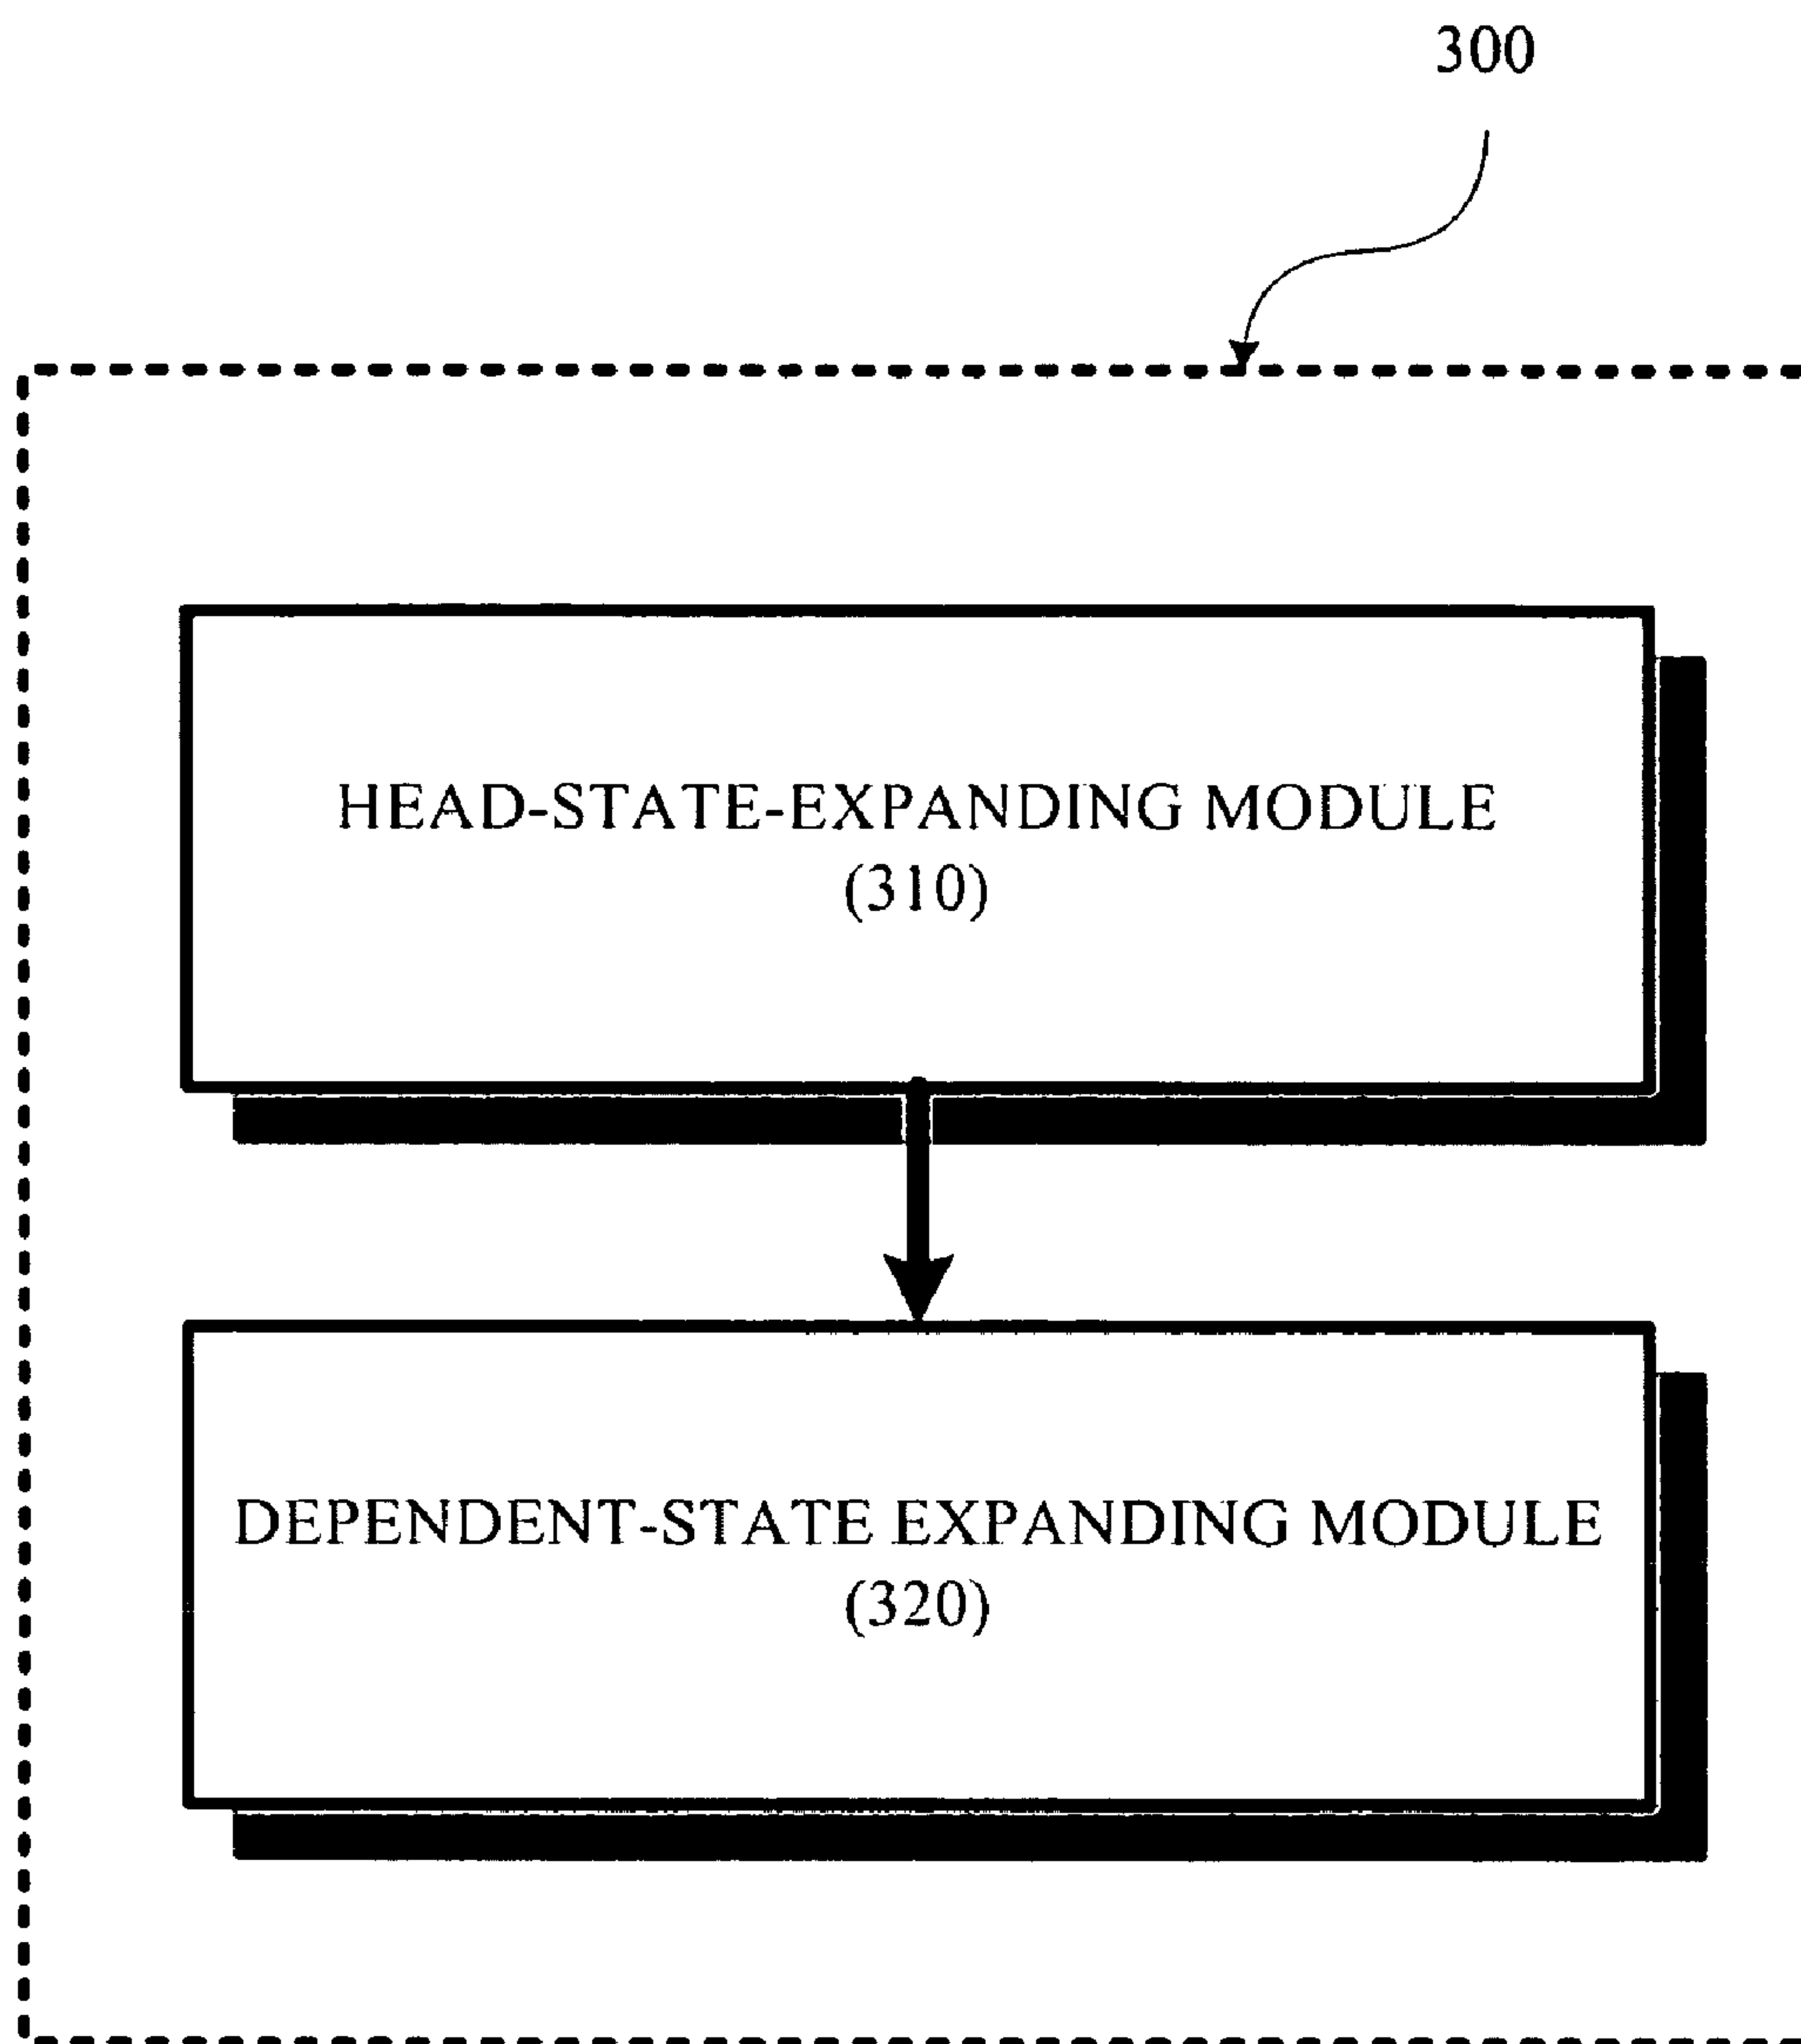 300
HEAD-STATE-EXPANDING MODULE
(310)
DEPENDENT-STATE EXPANDING MODULE
(320)